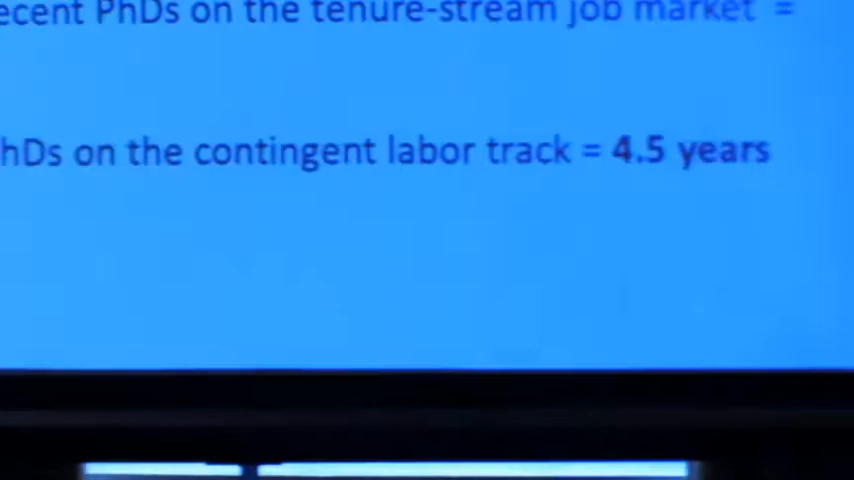 ecent PhDs on the tenure-stream job market =
hDs on the contingent labor track = 4.5 years